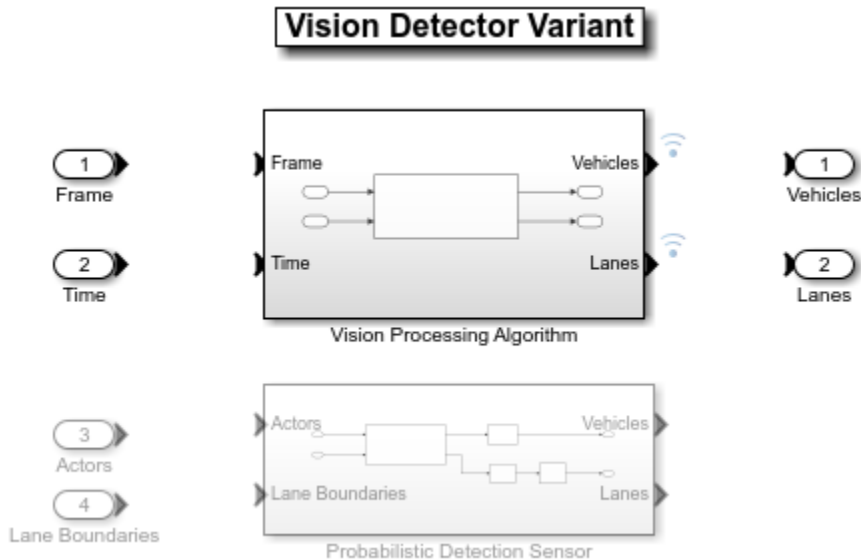 Vision Detector Variant
1
Frame
Frame
Vehicles
1
Vehicles
2
Time
Time
Lanes
2
Lanes
Vision Processing Algorithm
3
Actors
Actors
Vehicles
4
Lane Boundaries
Lane Boundaries
Lanes
Probabilistic Detection Sensor